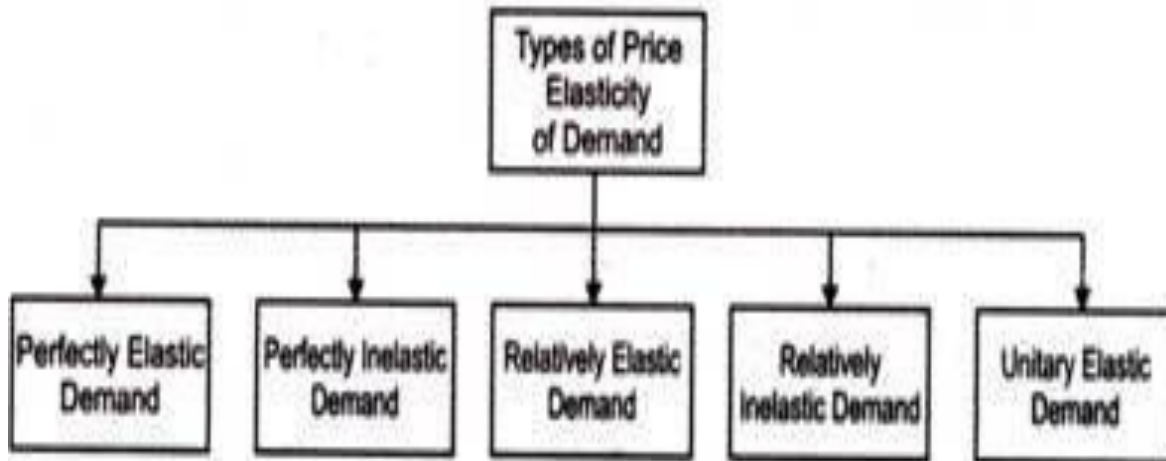 Types of Price
Elasticity
of Demand
Perfectly Elastic
Demand
Perfectly Inelastic
Demand
Relatively Elastic
Demand
Relatively
Inelastic Demand
Unitary Elastic
Demand